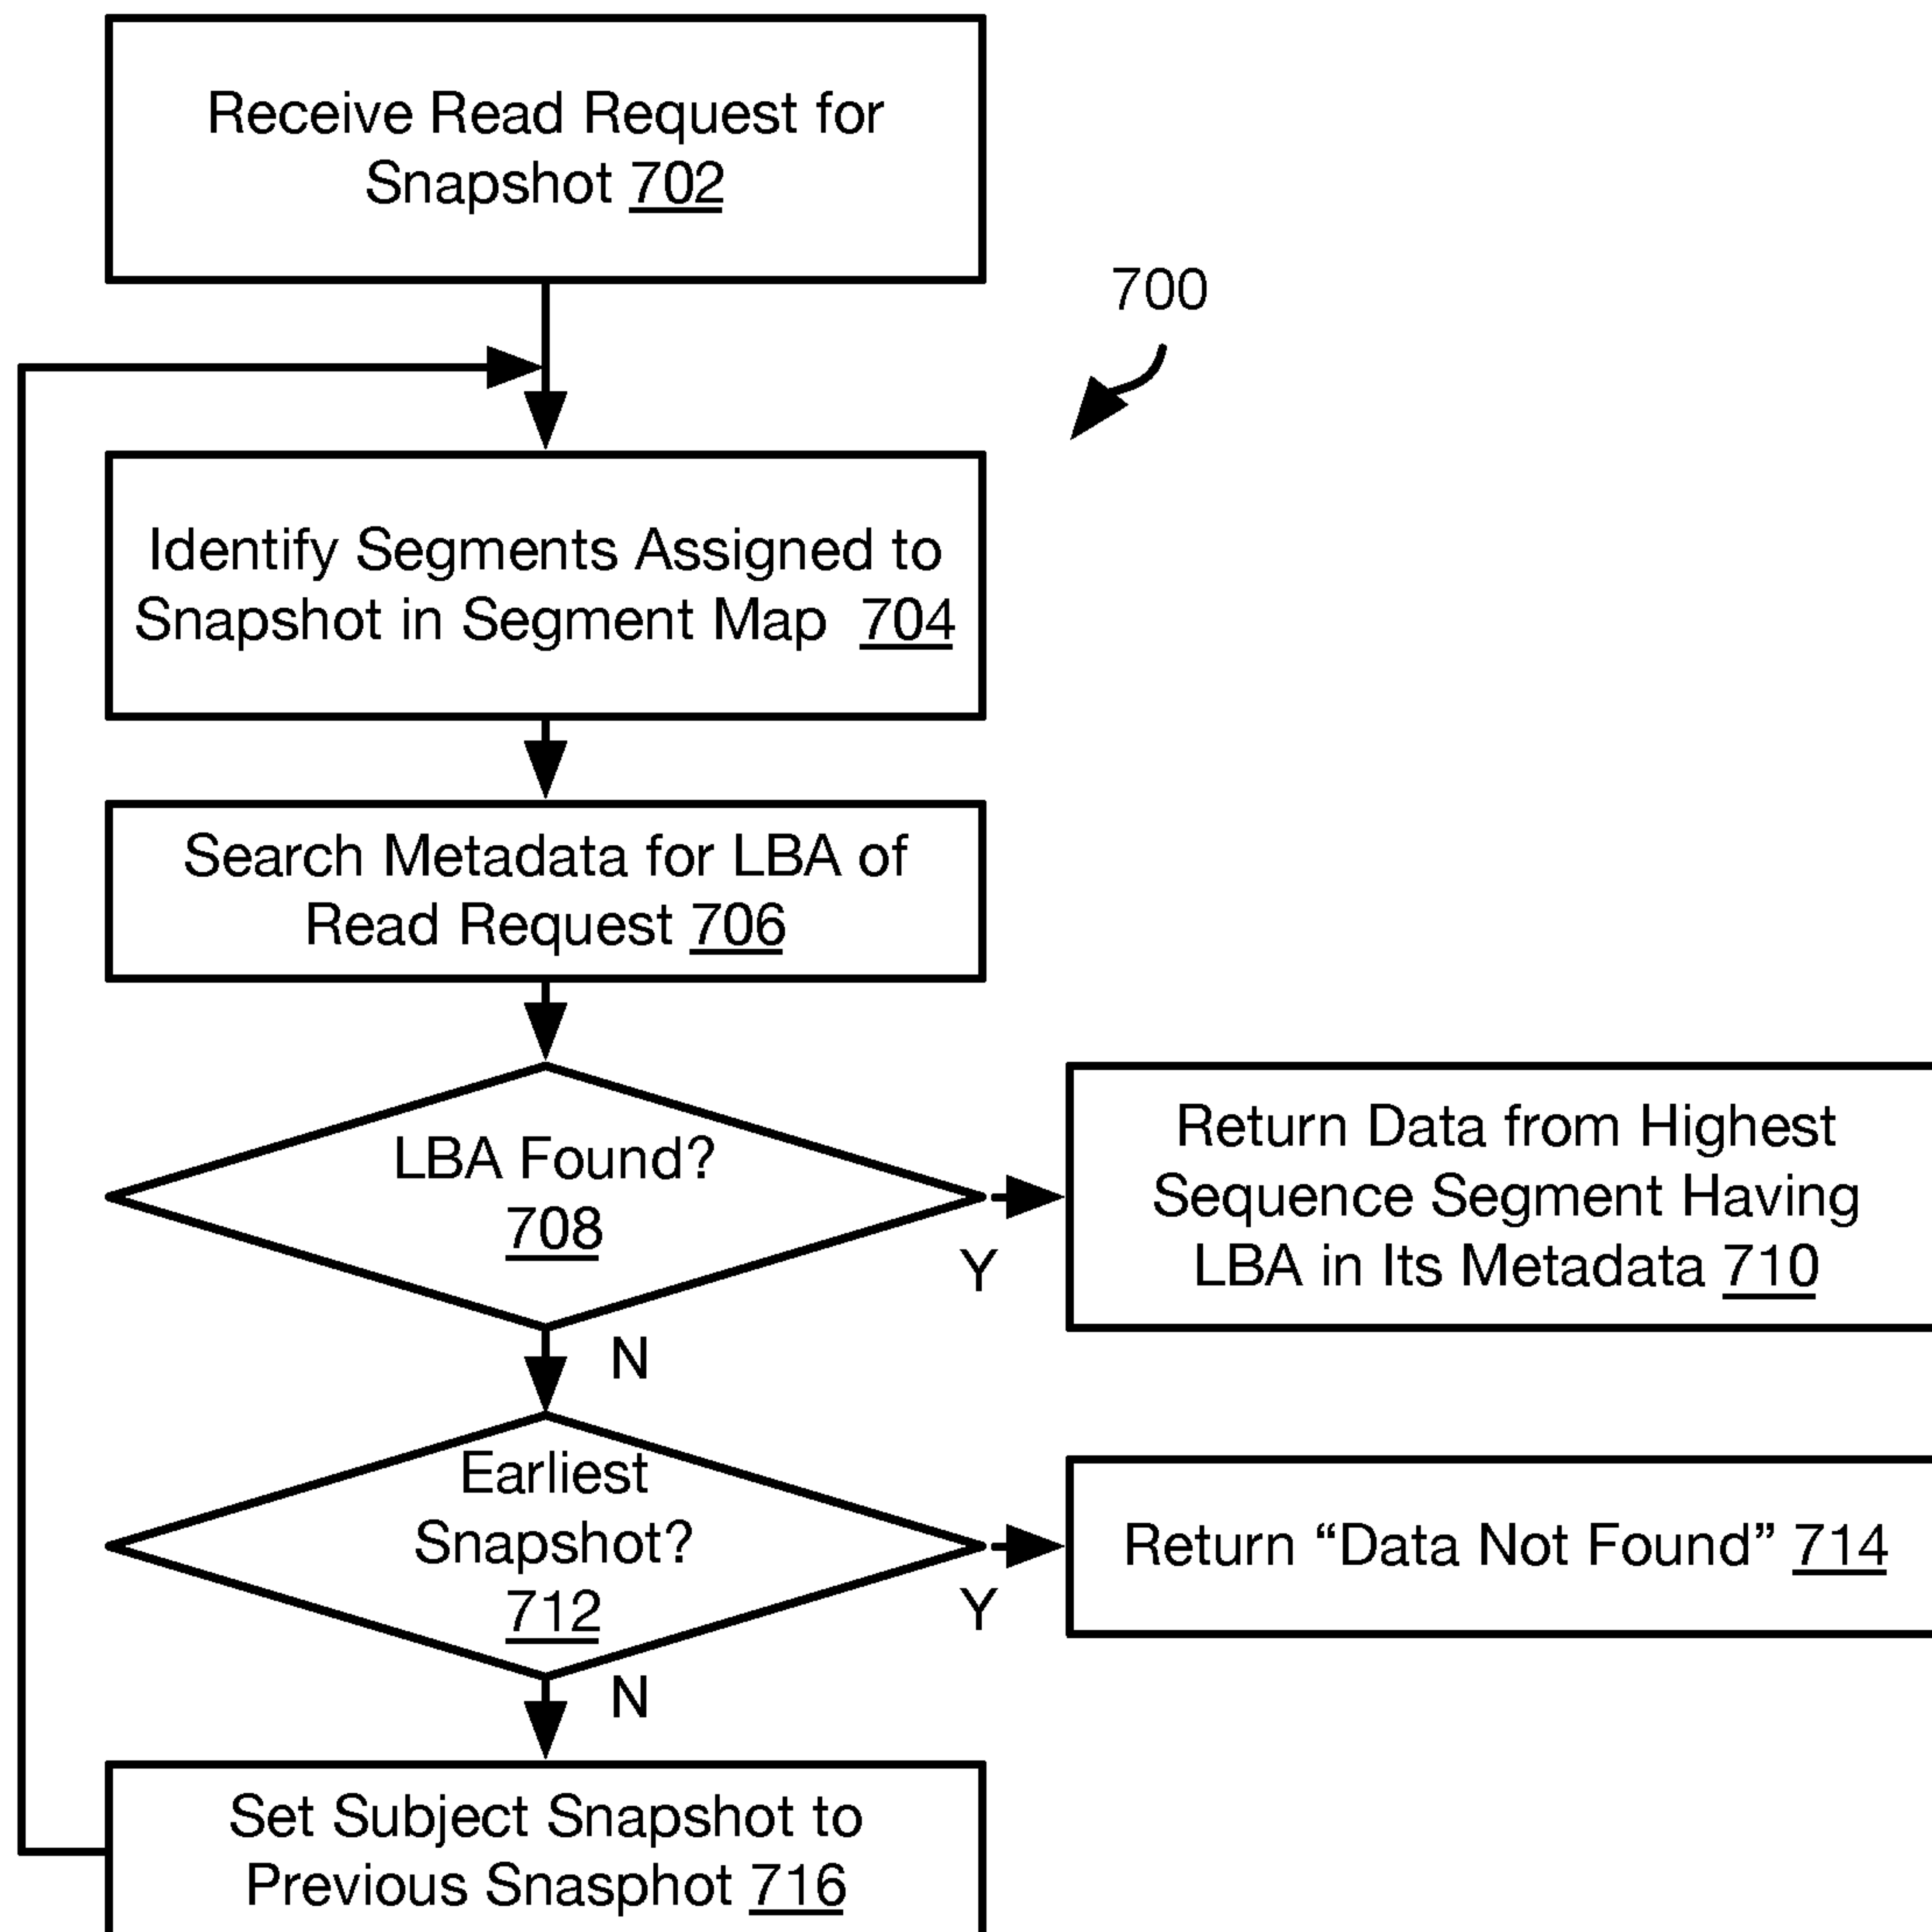 Receive Read Request for
Snapshot 702
700
Identify Segments Assigned to
Snapshot in Segment Map 704
Search Metadata for LBA of
Read Request 706
LBA Found?
708
Y
Return Data from Highest
Sequence Segment Having
LBA in Its Metadata 710
N
Earliest
Snapshot?
712
Y
Return “Data Not Found” 714
N
Set Subject Snapshot to
Previous Snasphot 716